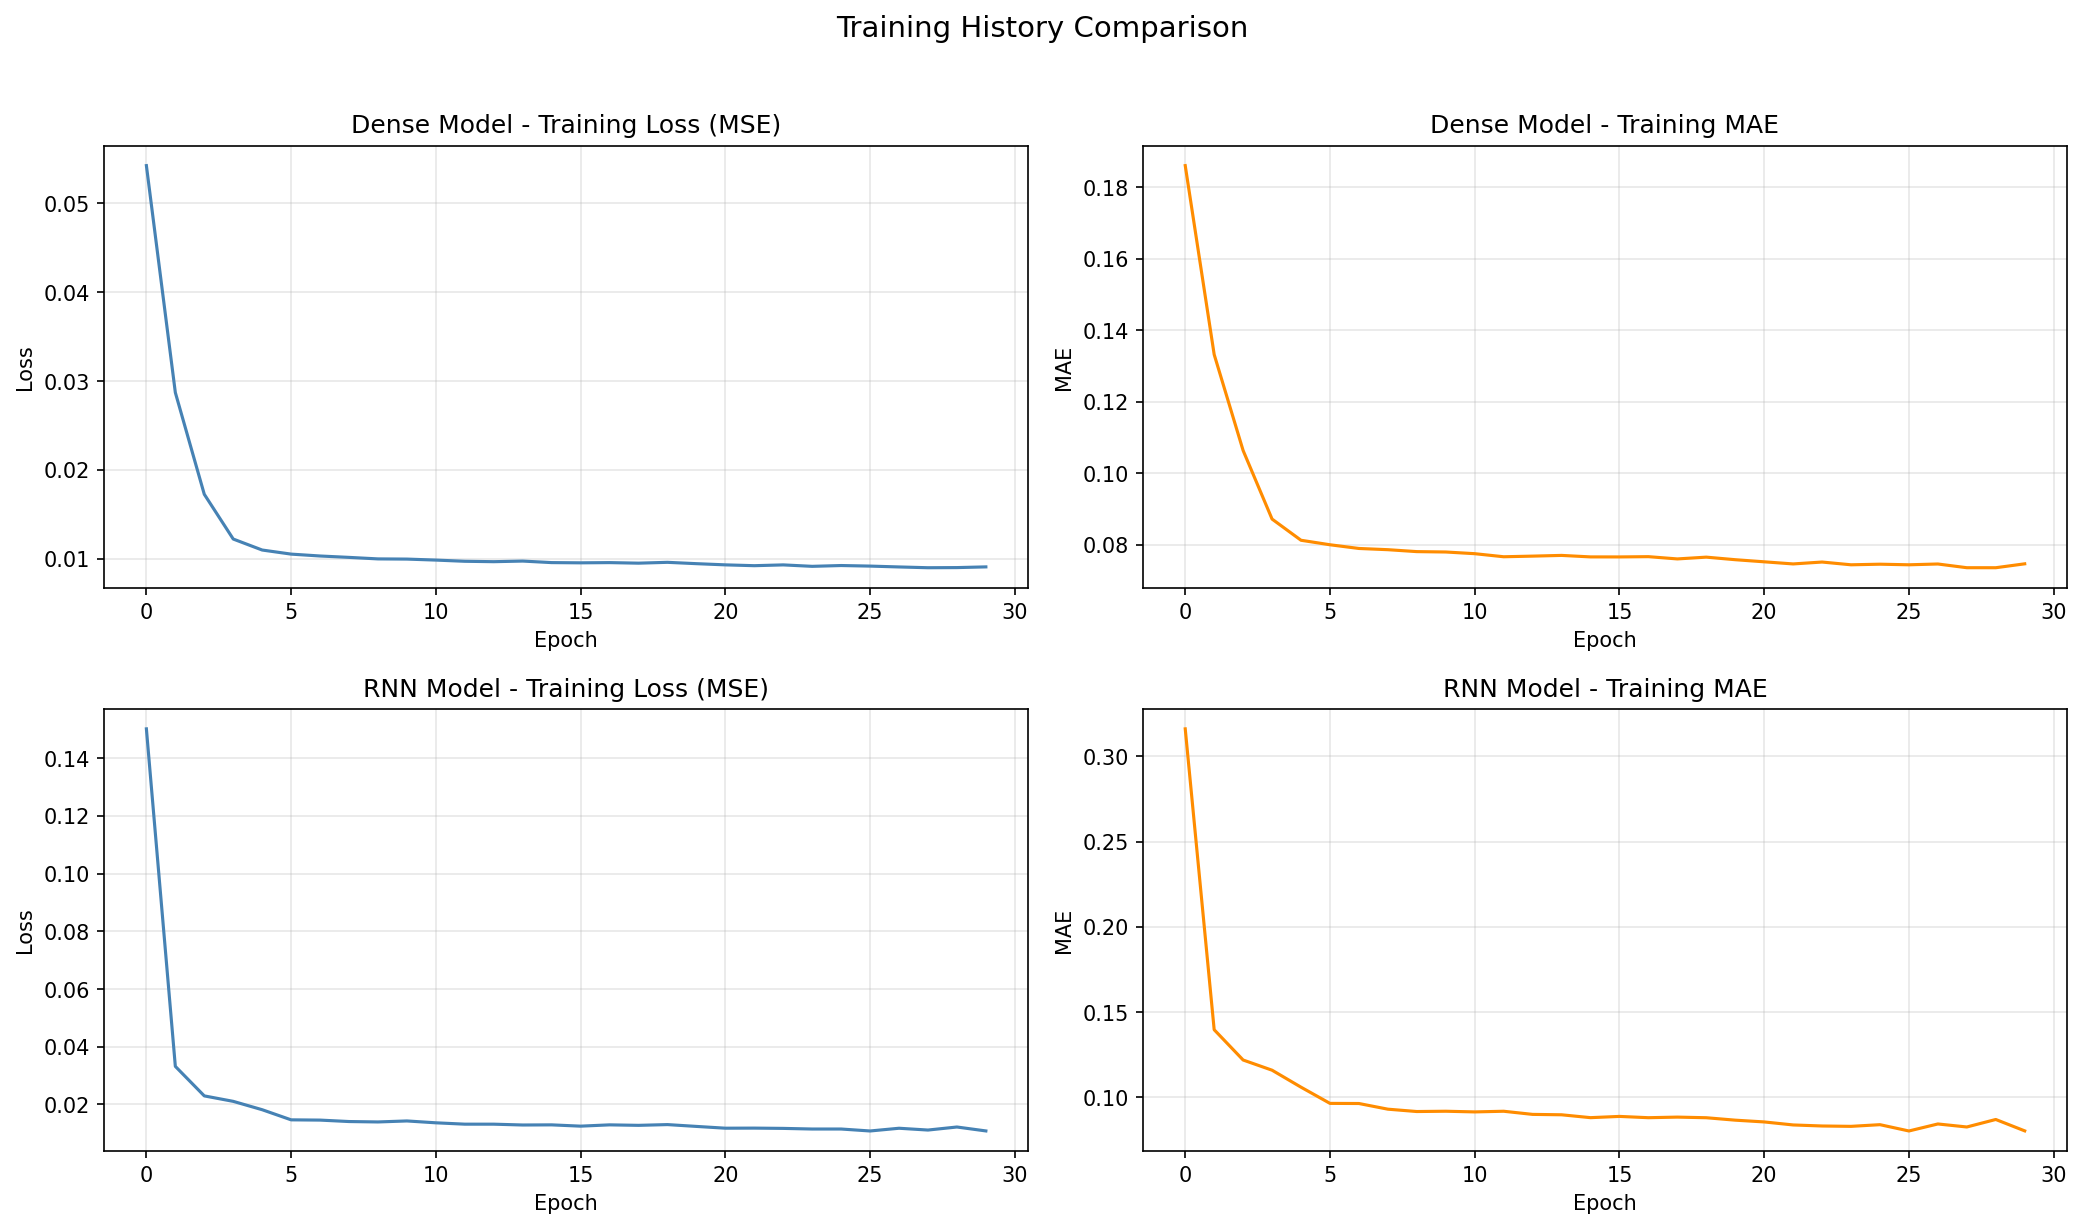 Training History Comparison
Dense Model - Training Loss (MSE)
Loss
0.05
0.04
0.03
0.02
0.01
0 5 10 15 20 25 30
Epoch
Dense Model - Training MAE
MAE
0.18
0.16
0.14
0.12
0.10
0.08
0 5 10 15 20 25 30
Epoch
RNN Model - Training Loss (MSE)
Loss
0.14
0.12
0.10
0.08
0.06
0.04
0.02
0 5 10 15 20 25 30
Epoch
RNN Model - Training MAE
MAE
0.30
0.25
0.20
0.15
0.10
0 5 10 15 20 25 30
Epoch